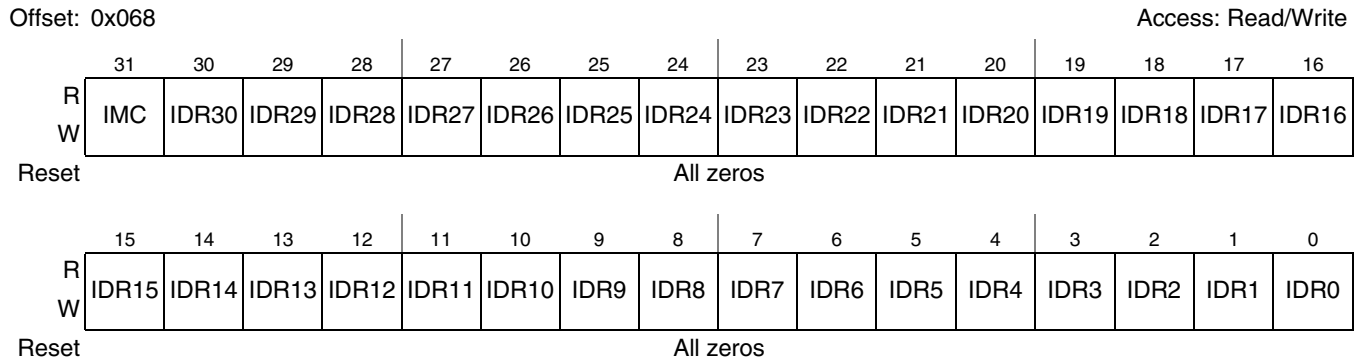 Offset: 0x068 Access: Read/Write
31 30 29 28 27 26 25 24 23 22 21 20 19 18 17 16
R
IMC IDR30 IDR29 IDR28 IDR27 IDR26 IDR25 IDR24 IDR23 IDR22 IDR21 IDR20 IDR19 IDR18 IDR17 IDR16
W
Reset All zeros
15 14 13 12 11 10 9 8 7 6 5 4 3 2 1 0
R
IDR15 IDR14 IDR13 IDR12 IDR11 IDR10 IDR9 IDR8 IDR7 IDR6 IDR5 IDR4 IDR3 IDR2 IDR1 IDR0
W
Reset All zeros